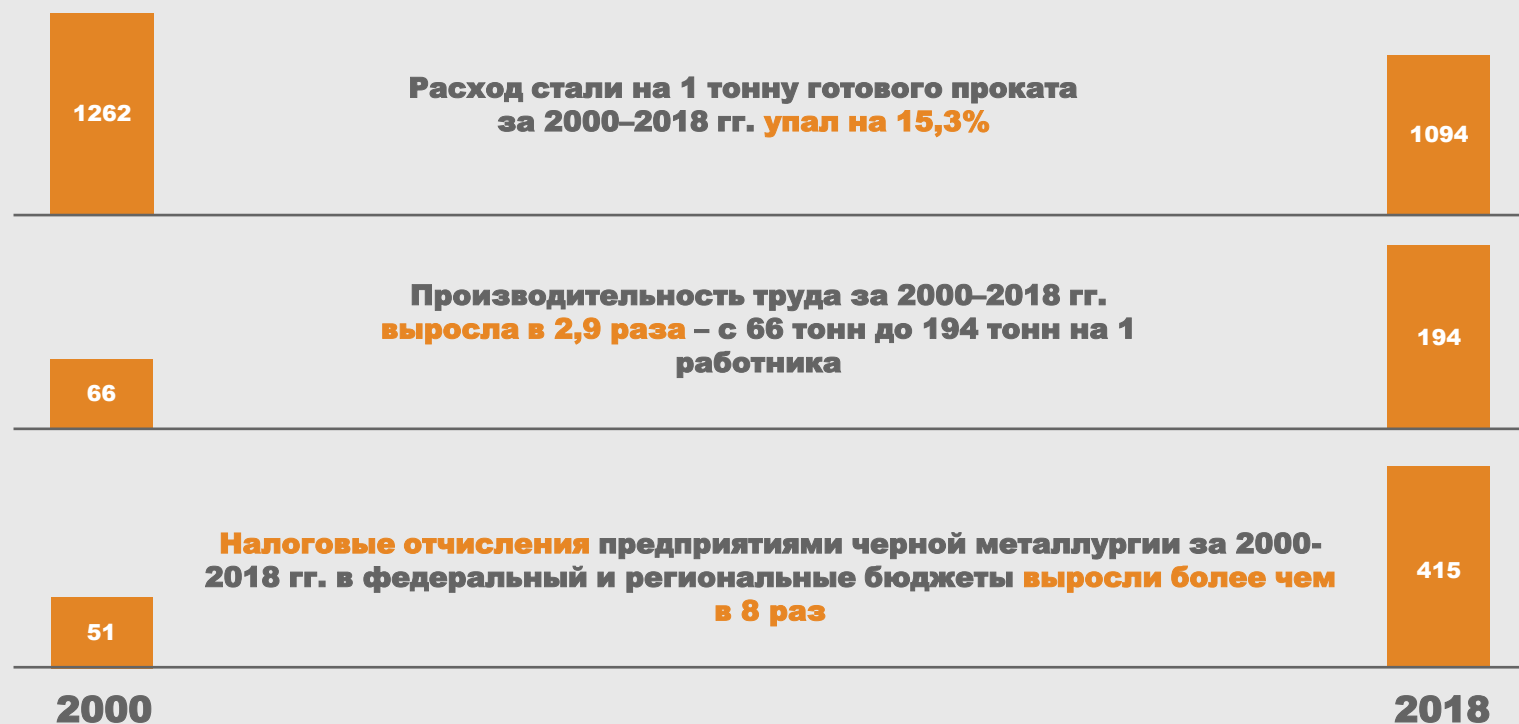 1262
Расход стали на 1 тонну готового проката
за 2000–2018 гг. упал на 15,3%
1094
Производительность труда за 2000–2018 гг.
выросла в 2,9 раза – с 66 тонн до 194 тонн на 1
работника
66
194
Налоговые отчисления предприятиями черной металлургии за 2000-
2018 гг. в федеральный и региональные бюджеты выросли более чем
в 8 раз
51
415
2000
2018